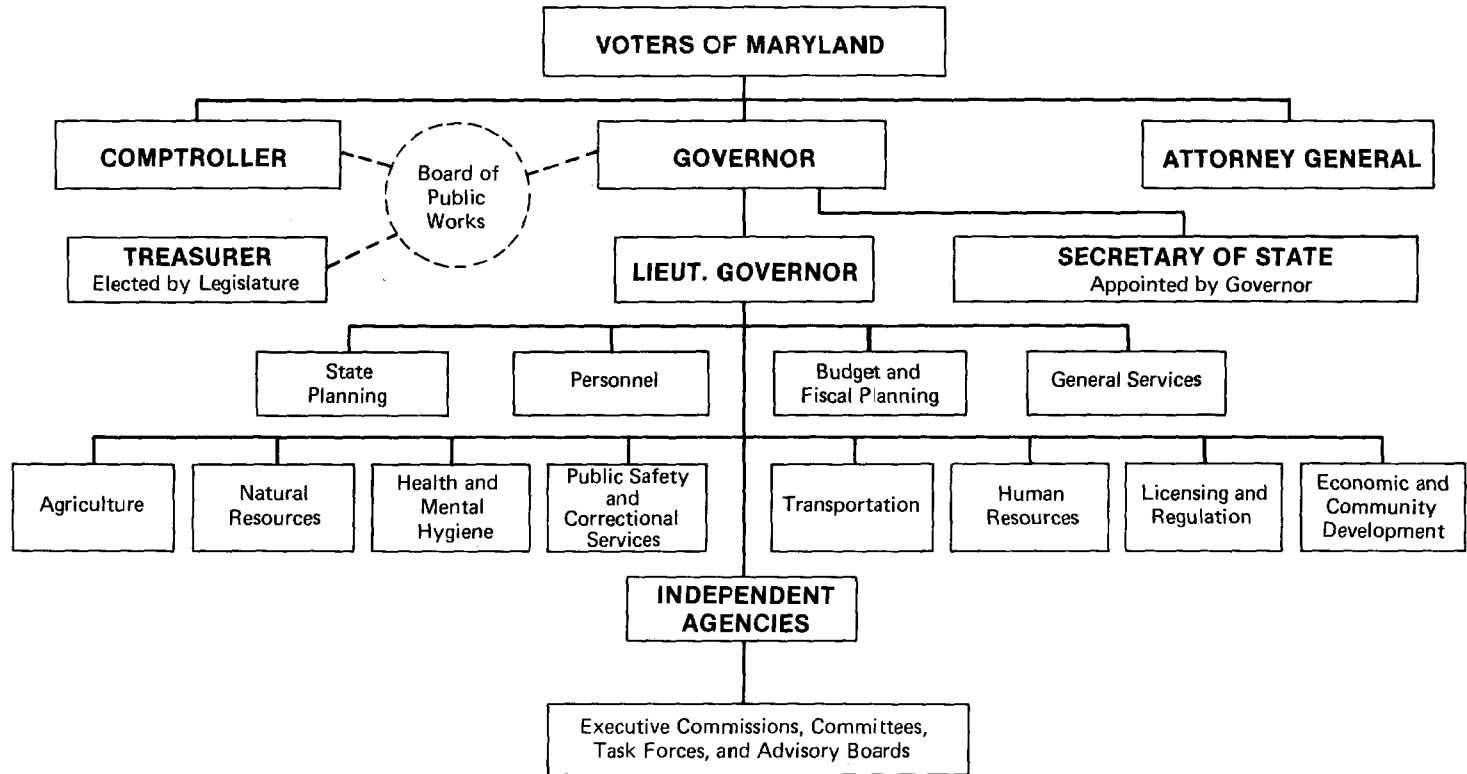 VOTERS OF MARYLAND
COMPTROLLER
Board of
Public
Works
GOVERNOR
ATTORNEY GENERAL
TREASURER
Elected by Legislature
LIEUT. GOVERNOR
SECRETARY OF STATE
Appointed by Governor
State
Planning
Personnel
Budget and
Fiscal Planning
General Services
Agriculture
Natural
Resources
Health and
Mental
Hygiene
Public Safety
and
Correctional
Services
Transportation
Human
Resources
Licensing and
Regulation
Economic and
Community
Development
INDEPENDENT
AGENCIES
Executive Commissions, Committees,
Task Forces, and Advisory Boards